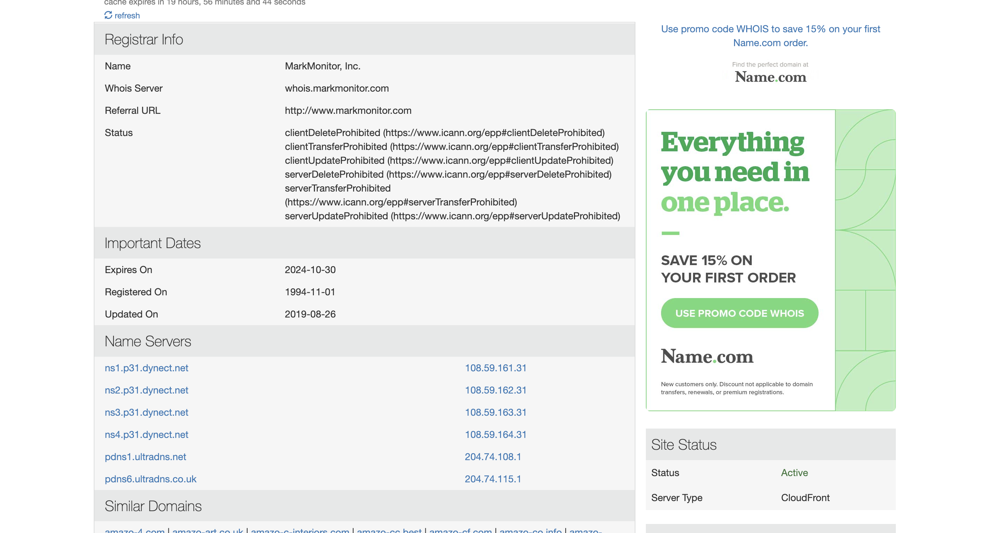 cache expires in 19 hours, 56 minutes and 44 seconds
refresh
Registrar Info
Name MarkMonitor, Inc.
Whois Server whois.markmonitor.com
Referral URL http://www.markmonitor.com
Status clientDeleteProhibited (https://www.icann.org/epp#clientDeleteProhibited)
clientTransferProhibited (https://www.icann.org/epp#clientTransferProhibited)
clientUpdateProhibited (https://www.icann.org/epp#clientUpdateProhibited)
serverDeleteProhibited (https://www.icann.org/epp#serverDeleteProhibited)
serverTransferProhibited
(https://www.icann.org/epp#serverTransferProhibited)
serverUpdateProhibited (https://www.icann.org/epp#serverUpdateProhibited)
Important Dates
Expires On 2024-10-30
Registered On 1994-11-01
Updated On 2019-08-26
Name Servers
ns1.p31.dynect.net 108.59.161.31
ns2.p31.dynect.net 108.59.162.31
ns3.p31.dynect.net 108.59.163.31
ns4.p31.dynect.net 108.59.164.31
pdns1.ultradns.net 204.74.108.1
pdns6.ultradns.co.uk 204.74.115.1
Similar Domains
amazo-4.com | amazo-art.co.uk | amazo-c-interiors.com | amazo-cc.best | amazo-cf.com | amazo-co.info | amazo-
Use promo code WHOIS to save 15% on your first
Name.com order.
Find the perfect domain at
Name.com
Everything
you need in
one place.
SAVE 15% ON
YOUR FIRST ORDER
USE PROMO CODE WHOIS
Name.com
New customers only. Discount not applicable to domain
transfers, renewals, or premium registrations.
Site Status
Status Active
Server Type CloudFront